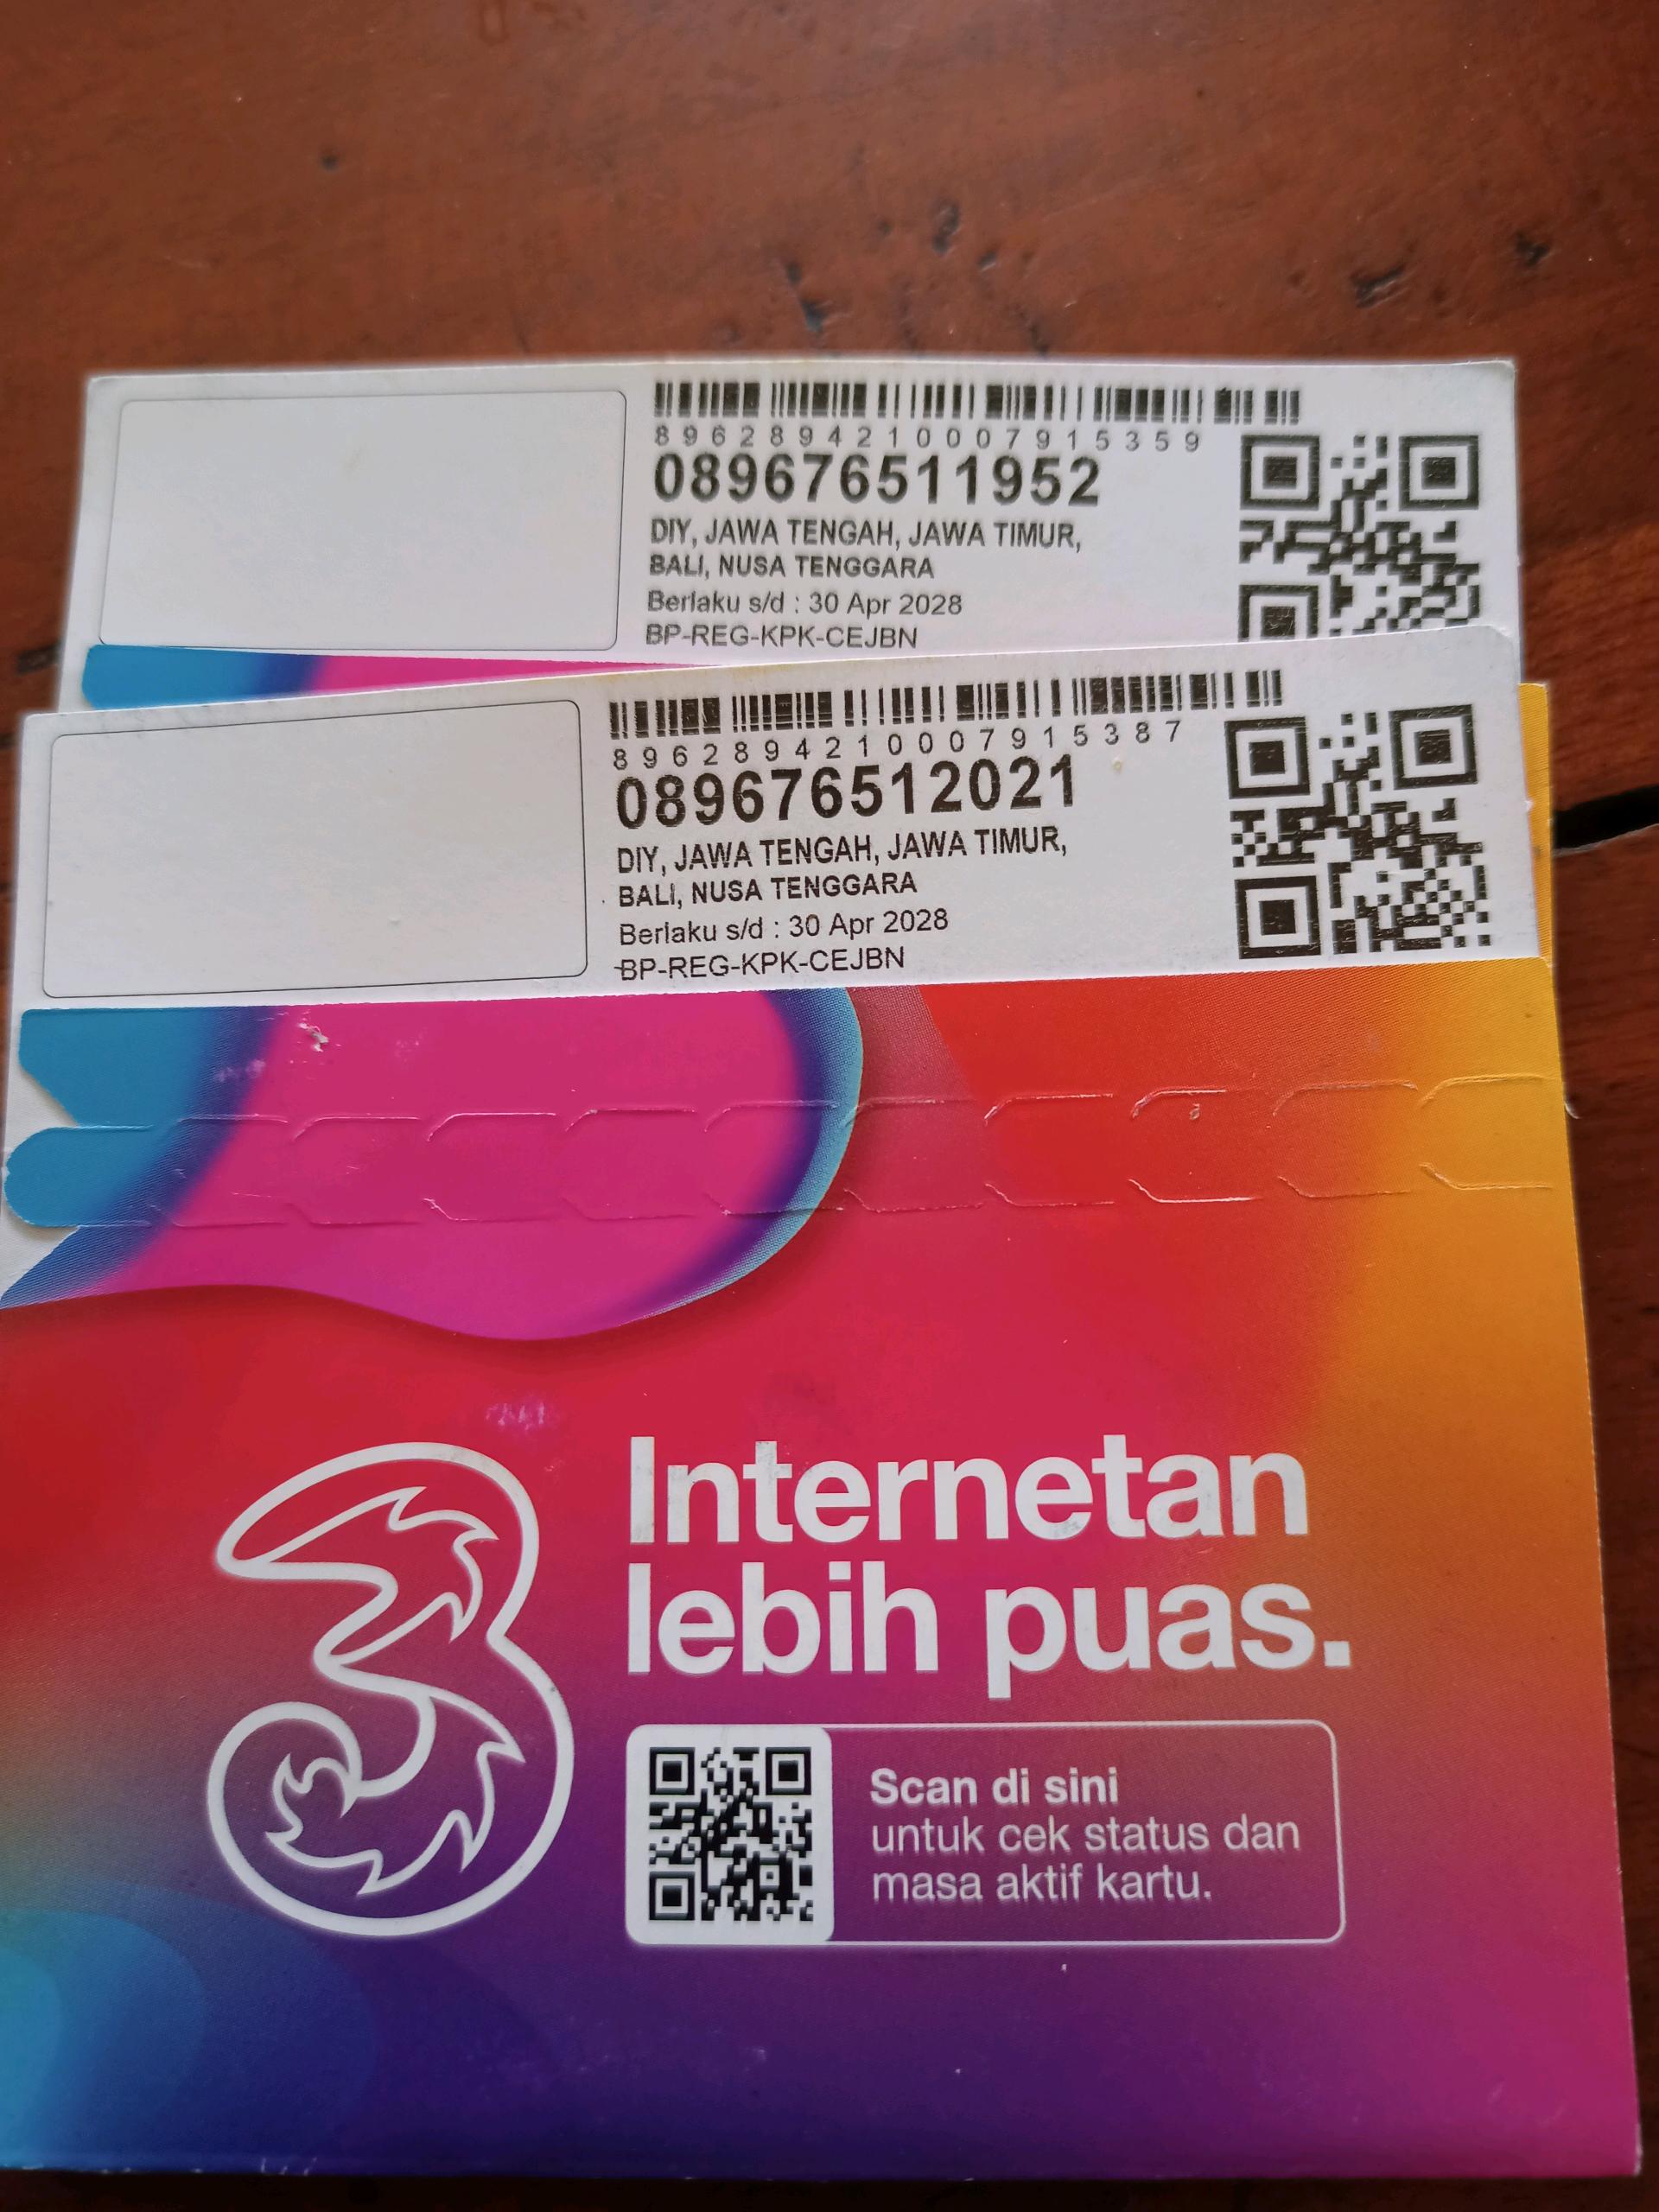 8962894210007915359
089676511952
DIY, JAWA TENGAH, JAWA TIMUR,
BALI, NUSA TENGGARA
Berlaku s/d : 30 Apr 2028
BP-REG-KPK-CEJBN
8962894210007915387
089676512021
DIY, JAWA TENGAH, JAWA TIMUR,
BALI, NUSA TENGGARA
Berlaku s/d : 30 Apr 2028
BP-REG-KPK-CEJBN
3
Internetan
lebih puas.
Scan di sini
untuk cek status dan
masa aktif kartu.